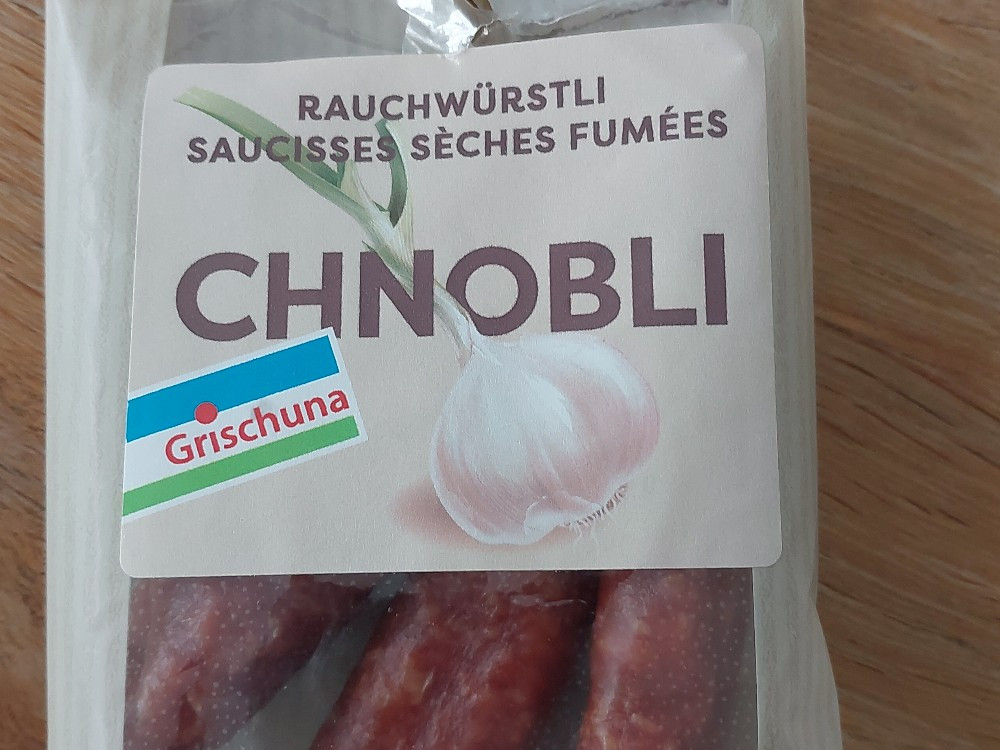 RAUCHWÜRSTLI
SAUCISSES SÈCHES FUMÉES
CHNOBLI
Grischuna